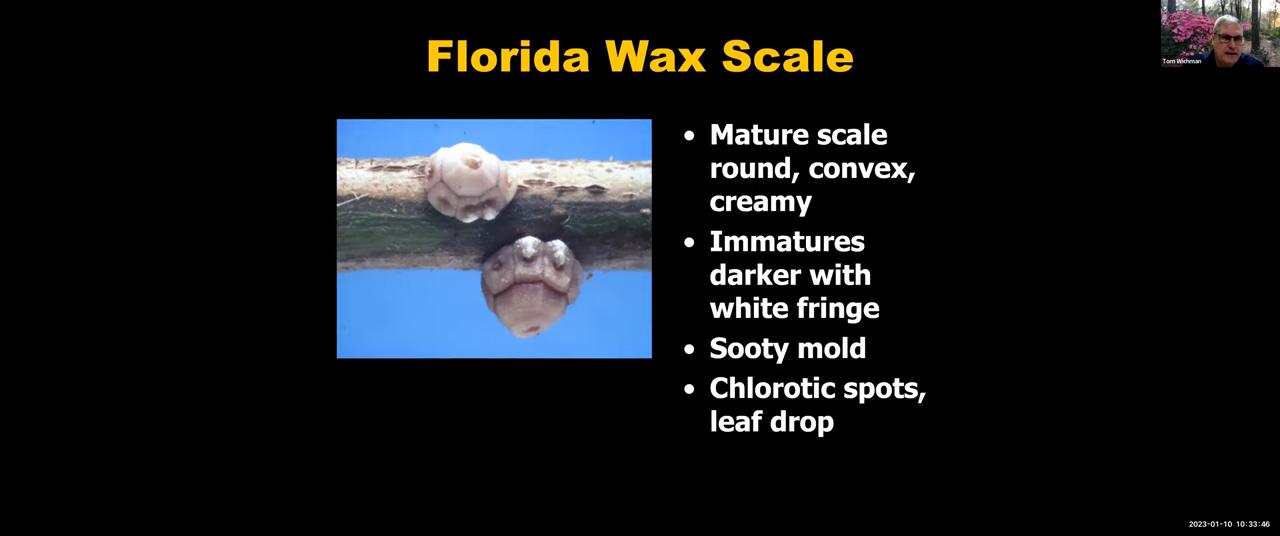 Florida Wax Scale
Tom Wichman
• Mature scale
round, convex,
creamy
• Immatures
darker with
white fringe
• Sooty mold
• Chlorotic spots,
leaf drop
2023-01-10 10:33:46